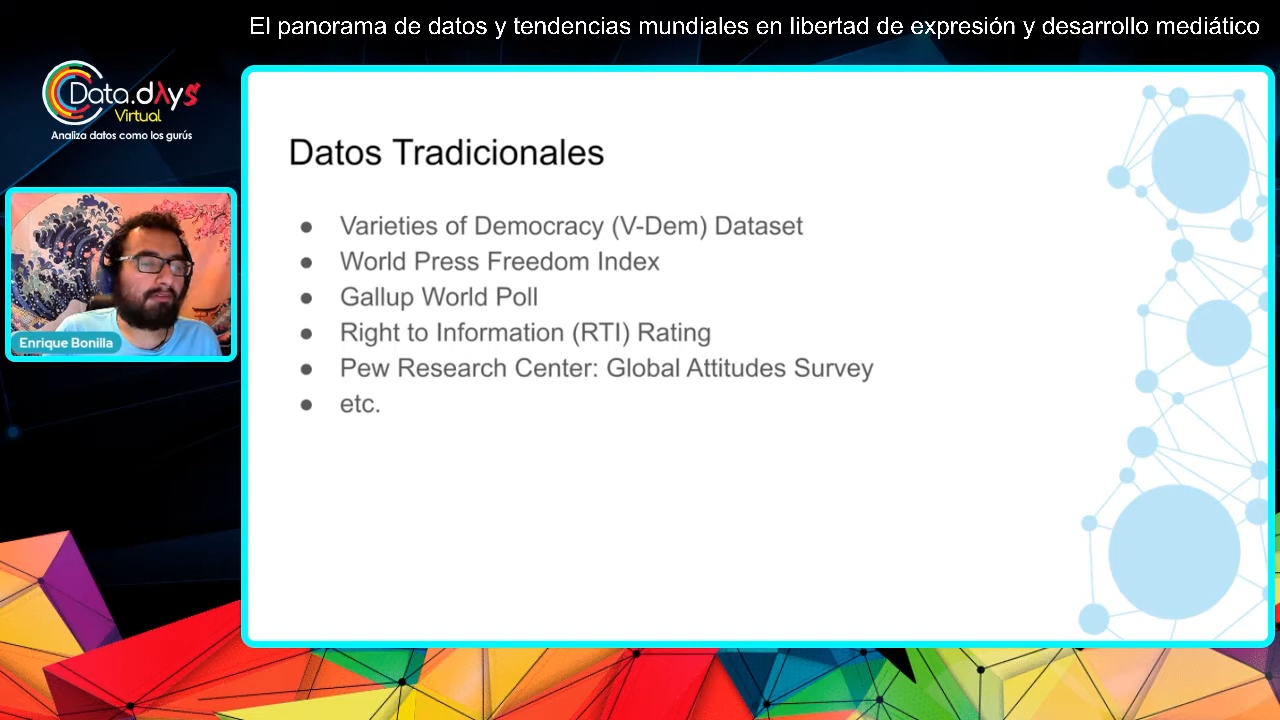 El panorama de datos y tendencias mundiales en libertad de expresión y desarrollo mediático
Data.dAys
Virtual
Analiza datos como los gurús
Enrique Bonilla
Datos Tradicionales
● Varieties of Democracy (V-Dem) Dataset
● World Press Freedom Index
● Gallup World Poll
● Right to Information (RTI) Rating
● Pew Research Center: Global Attitudes Survey
● etc.